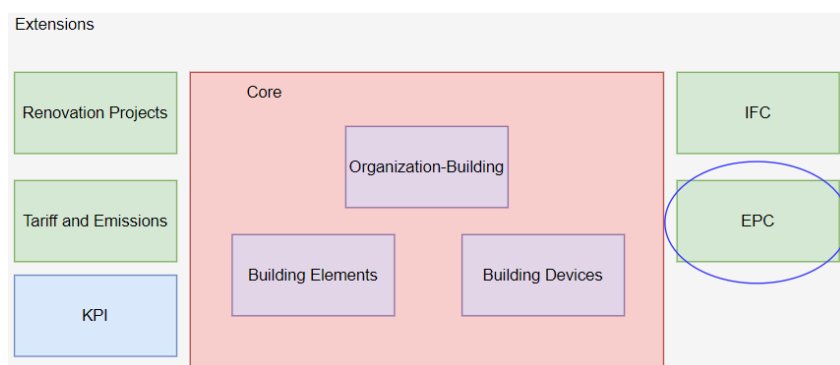 Extensions
Core
Renovation Projects
IFC
Organization-Building
Tariff and Emissions
EPC
Building Elements
Building Devices
KPI